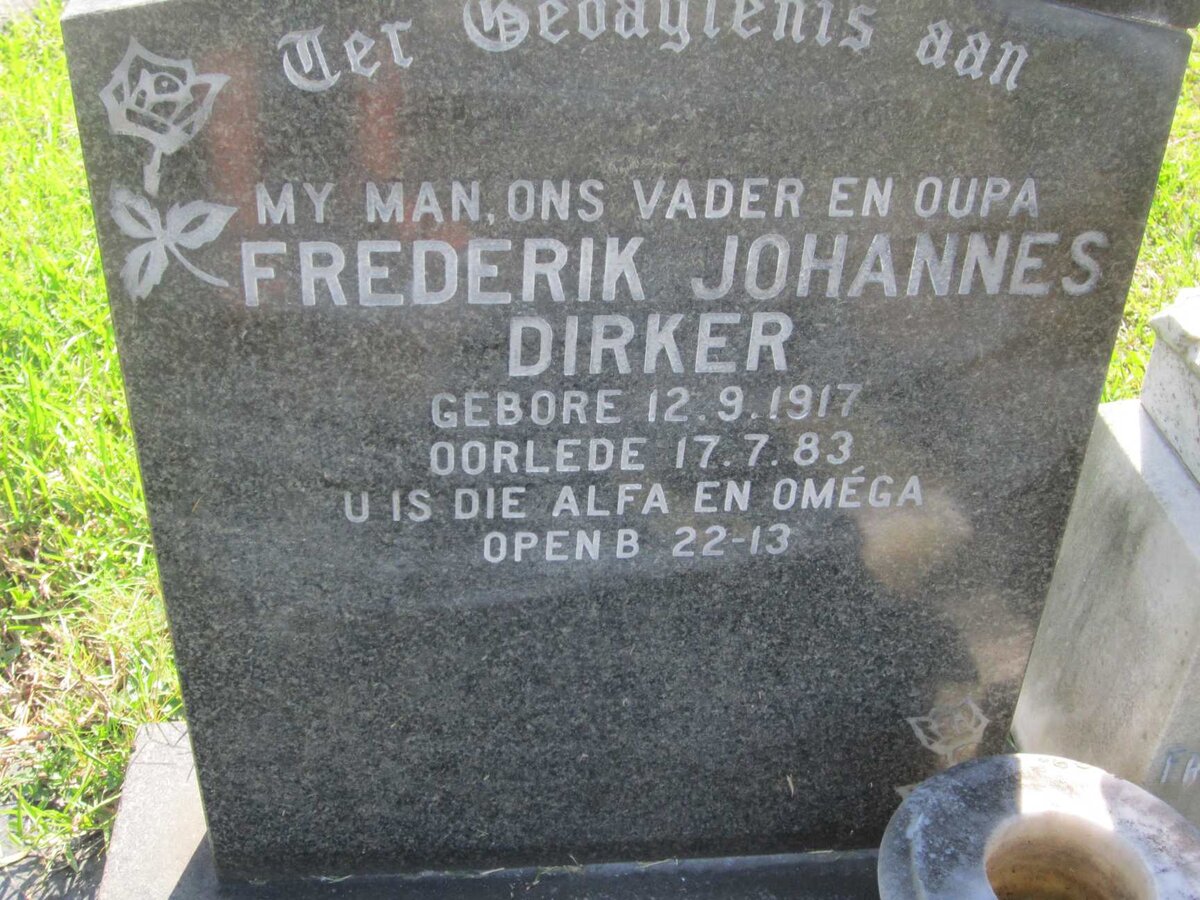 Ter Gedagtenis aan
MY MAN, ONS VADER EN OUPA
FREDERIK JOHANNES
DIRKER
GEBORE 12.9.1917
OORLEDE 17.7.83
U IS DIE ALFA EN OMÉGA
OPENB 22-13